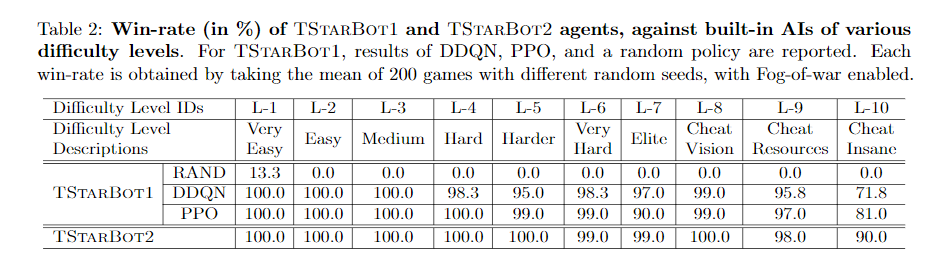 Table 2: Win-rate (in %) of TStarBot1 and TStarBot2 agents, against built-in AIs of various
difficulty levels. For TStarBot1, results of DDQN, PPO, and a random policy are reported. Each
win-rate is obtained by taking the mean of 200 games with different random seeds, with Fog-of-war enabled.
Difficulty Level IDs L-1 L-2 L-3 L-4 L-5 L-6 L-7 L-8 L-9 L-10
Difficulty Level Very Easy Medium Hard Harder Very Elite Cheat Cheat Cheat
Descriptions Easy Hard Vision Resources Insane
RAND 13.3 0.0 0.0 0.0 0.0 0.0 0.0 0.0 0.0 0.0
TStarBot1 DDQN 100.0 100.0 100.0 98.3 95.0 98.3 97.0 99.0 95.8 71.8
PPO 100.0 100.0 100.0 100.0 99.0 99.0 90.0 99.0 97.0 81.0
TStarBot2 100.0 100.0 100.0 100.0 100.0 99.0 99.0 100.0 98.0 90.0